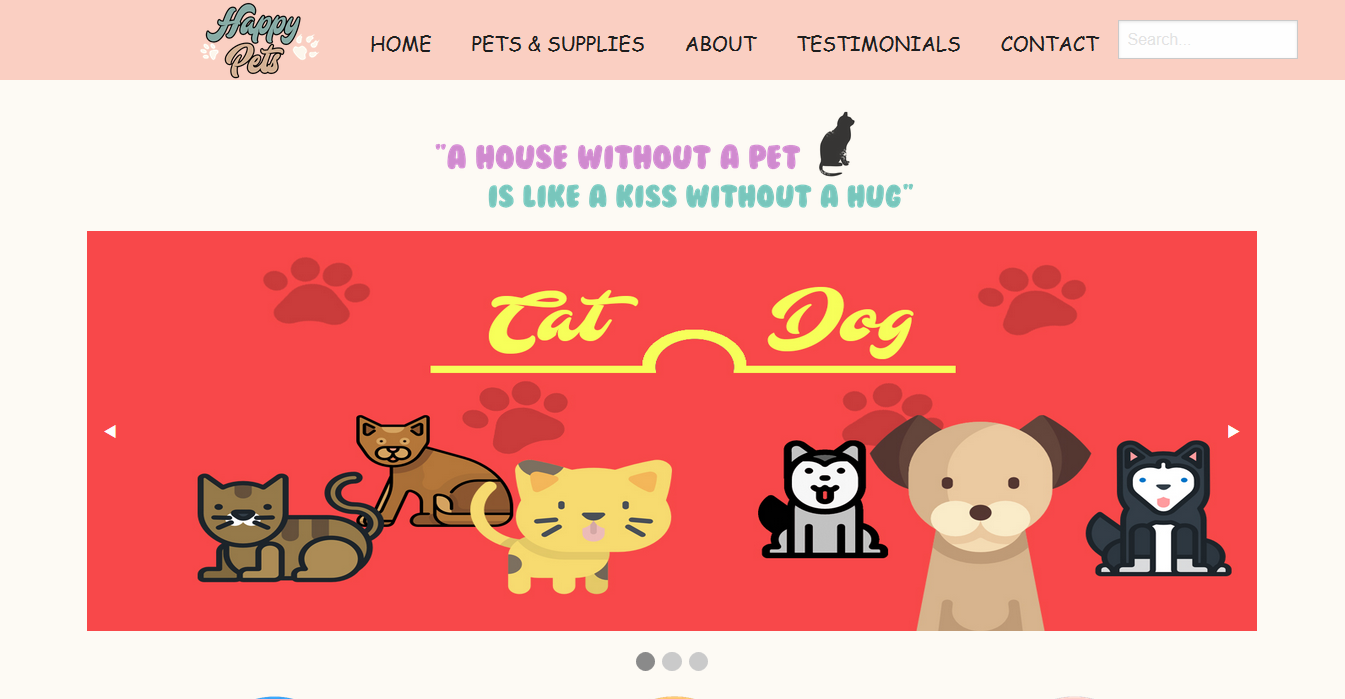 Happy
Pets
HOME PETS & SUPPLIES ABOUT TESTIMONIALS CONTACT Search...
"A HOUSE WITHOUT A PET
IS LIKE A KISS WITHOUT A HUG"
Cat Dog